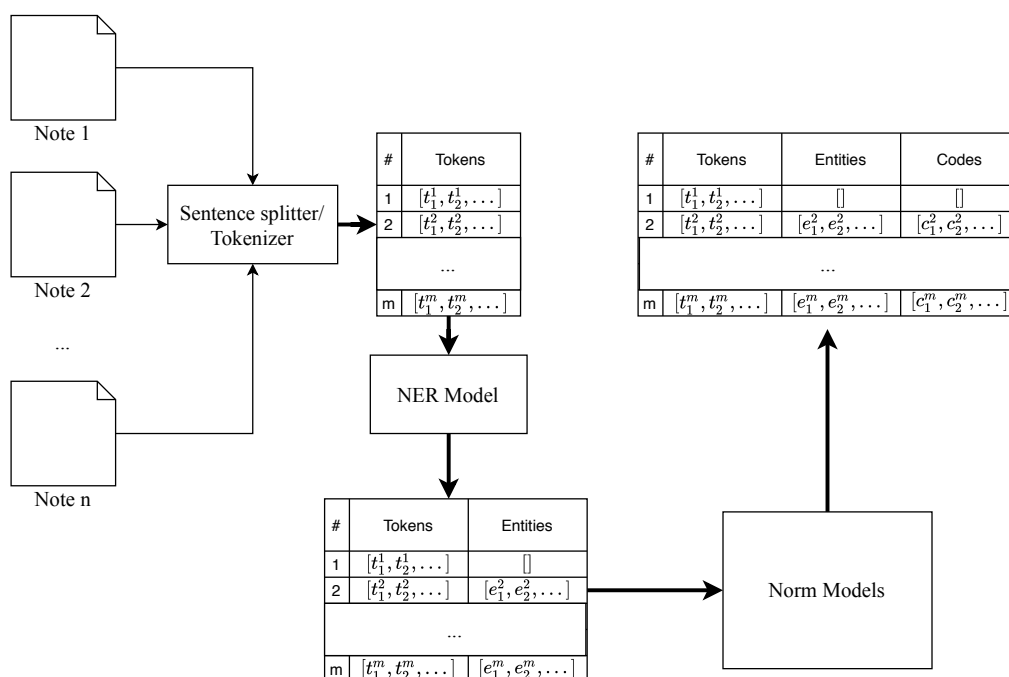 Note 1
Note 2
...
Note n
Sentence splitter/
Tokenizer
# Tokens
1 [t_1^1, t_2^1, . . . ]
2 [t_1^2, t_2^2, . . . ]
...
m [t_1^m, t_2^m, . . . ]
NER Model
# Tokens Entities
1 [t_1^1, t_2^1, . . . ] []
2 [t_1^2, t_2^2, . . . ] [e_1^2, e_2^2, . . . ]
...
m [t_1^m, t_2^m, . . . ] [e_1^m, e_2^m, . . . ]
Norm Models
# Tokens Entities Codes
1 [t_1^1, t_2^1, . . . ] [] []
2 [t_1^2, t_2^2, . . . ] [e_1^2, e_2^2, . . . ] [c_1^2, c_2^2, . . . ]
...
m [t_1^m, t_2^m, . . . ] [e_1^m, e_2^m, . . . ] [c_1^m, c_2^m, . . . ]